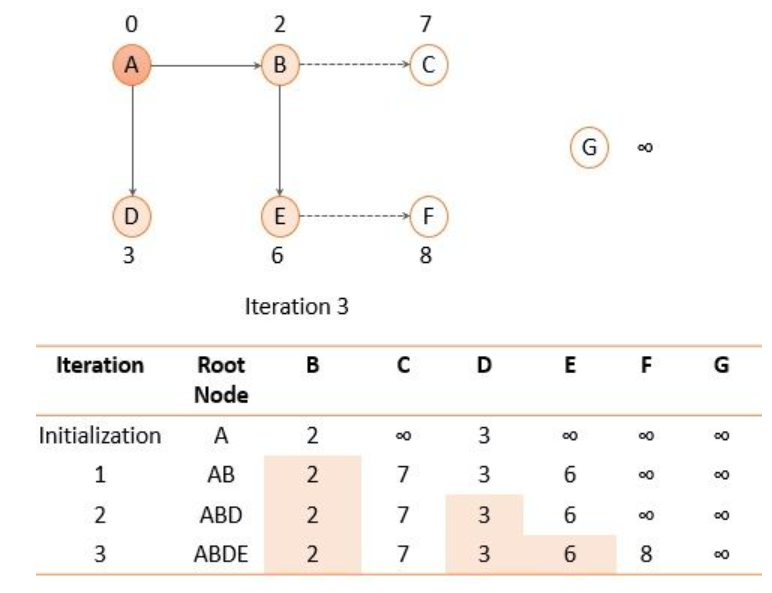 0 2 7
A B C
G ∞
D E F
3 6 8
Iteration 3
Iteration Root Node B C D E F G
Initialization A 2 ∞ 3 ∞ ∞ ∞
1 AB 2 7 3 6 ∞ ∞
2 ABD 2 7 3 6 ∞ ∞
3 ABDE 2 7 3 6 8 ∞